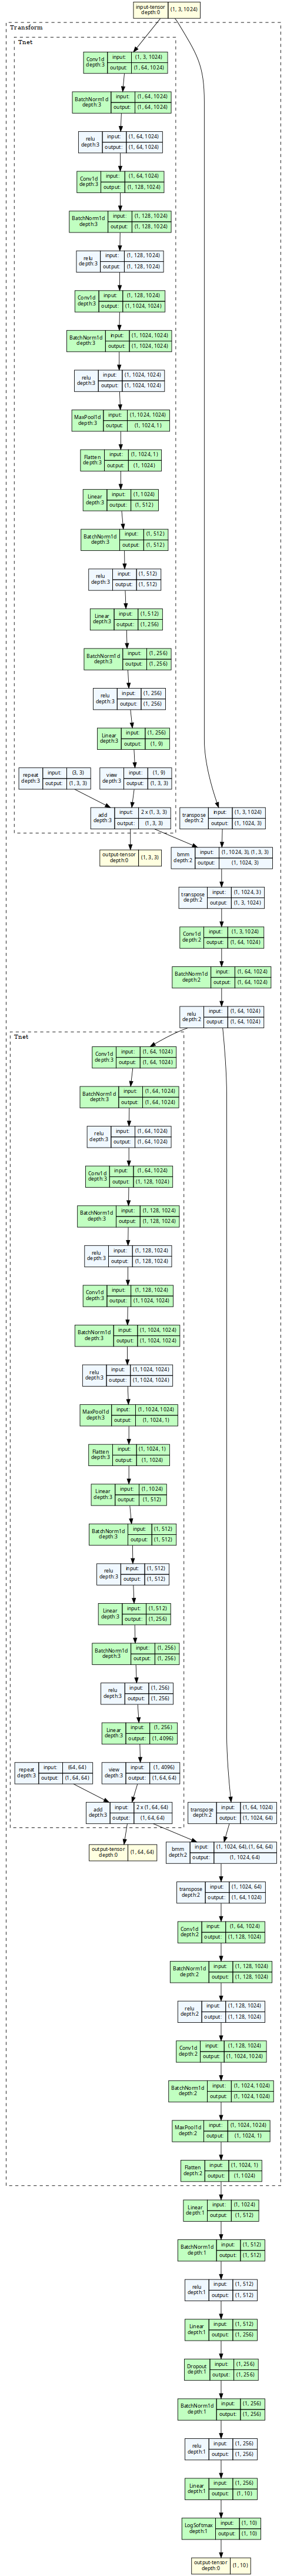 input-tensor depth:0 (1, 3, 1024)
Transform
Tnet
Conv1d depth:3 input: (1, 3, 1024) output: (1, 64, 1024)
BatchNorm1d depth:3 input: (1, 64, 1024) output: (1, 64, 1024)
relu depth:3 input: (1, 64, 1024) output: (1, 64, 1024)
Conv1d depth:3 input: (1, 64, 1024) output: (1, 128, 1024)
BatchNorm1d depth:3 input: (1, 128, 1024) output: (1, 128, 1024)
relu depth:3 input: (1, 128, 1024) output: (1, 128, 1024)
Conv1d depth:3 input: (1, 128, 1024) output: (1, 1024, 1024)
BatchNorm1d depth:3 input: (1, 1024, 1024) output: (1, 1024, 1024)
relu depth:3 input: (1, 1024, 1024) output: (1, 1024, 1024)
MaxPool1d depth:3 input: (1, 1024, 1024) output: (1, 1024, 1)
Flatten depth:3 input: (1, 1024, 1) output: (1, 1024)
Linear depth:3 input: (1, 1024) output: (1, 512)
BatchNorm1d depth:3 input: (1, 512) output: (1, 512)
relu depth:3 input: (1, 512) output: (1, 512)
Linear depth:3 input: (1, 512) output: (1, 256)
BatchNorm1d depth:3 input: (1, 256) output: (1, 256)
relu depth:3 input: (1, 256) output: (1, 256)
Linear depth:3 input: (1, 256) output: (1, 9)
repeat depth:3 input: (3, 3) output: (1, 3, 3)
view depth:3 input: (1, 9) output: (1, 3, 3)
add depth:3 input: 2 x (1, 3, 3) output: (1, 3, 3)
transpose depth:2 input: (1, 3, 1024) output: (1, 1024, 3)
output-tensor depth:0 (1, 3, 3)
bmm depth:2 input: (1, 1024, 3), (1, 3, 3) output: (1, 1024, 3)
transpose depth:2 input: (1, 1024, 3) output: (1, 3, 1024)
Conv1d depth:2 input: (1, 3, 1024) output: (1, 64, 1024)
BatchNorm1d depth:2 input: (1, 64, 1024) output: (1, 64, 1024)
relu depth:2 input: (1, 64, 1024) output: (1, 64, 1024)
Tnet
Conv1d depth:3 input: (1, 64, 1024) output: (1, 64, 1024)
BatchNorm1d depth:3 input: (1, 64, 1024) output: (1, 64, 1024)
relu depth:3 input: (1, 64, 1024) output: (1, 64, 1024)
Conv1d depth:3 input: (1, 64, 1024) output: (1, 128, 1024)
BatchNorm1d depth:3 input: (1, 128, 1024) output: (1, 128, 1024)
relu depth:3 input: (1, 128, 1024) output: (1, 128, 1024)
Conv1d depth:3 input: (1, 128, 1024) output: (1, 1024, 1024)
BatchNorm1d depth:3 input: (1, 1024, 1024) output: (1, 1024, 1024)
relu depth:3 input: (1, 1024, 1024) output: (1, 1024, 1024)
MaxPool1d depth:3 input: (1, 1024, 1024) output: (1, 1024, 1)
Flatten depth:3 input: (1, 1024, 1) output: (1, 1024)
Linear depth:3 input: (1, 1024) output: (1, 512)
BatchNorm1d depth:3 input: (1, 512) output: (1, 512)
relu depth:3 input: (1, 512) output: (1, 512)
Linear depth:3 input: (1, 512) output: (1, 256)
BatchNorm1d depth:3 input: (1, 256) output: (1, 256)
relu depth:3 input: (1, 256) output: (1, 256)
Linear depth:3 input: (1, 256) output: (1, 4096)
repeat depth:3 input: (64, 64) output: (1, 64, 64)
view depth:3 input: (1, 4096) output: (1, 64, 64)
add depth:3 input: 2 x (1, 64, 64) output: (1, 64, 64)
transpose depth:2 input: (1, 64, 1024) output: (1, 1024, 64)
output-tensor depth:0 (1, 64, 64)
bmm depth:2 input: (1, 1024, 64), (1, 64, 64) output: (1, 1024, 64)
transpose depth:2 input: (1, 1024, 64) output: (1, 64, 1024)
Conv1d depth:2 input: (1, 64, 1024) output: (1, 128, 1024)
BatchNorm1d depth:2 input: (1, 128, 1024) output: (1, 128, 1024)
relu depth:2 input: (1, 128, 1024) output: (1, 128, 1024)
Conv1d depth:2 input: (1, 128, 1024) output: (1, 1024, 1024)
BatchNorm1d depth:2 input: (1, 1024, 1024) output: (1, 1024, 1024)
MaxPool1d depth:2 input: (1, 1024, 1024) output: (1, 1024, 1)
Flatten depth:2 input: (1, 1024, 1) output: (1, 1024)
Linear depth:1 input: (1, 1024) output: (1, 512)
BatchNorm1d depth:1 input: (1, 512) output: (1, 512)
relu depth:1 input: (1, 512) output: (1, 512)
Linear depth:1 input: (1, 512) output: (1, 256)
Dropout depth:1 input: (1, 256) output: (1, 256)
BatchNorm1d depth:1 input: (1, 256) output: (1, 256)
relu depth:1 input: (1, 256) output: (1, 256)
Linear depth:1 input: (1, 256) output: (1, 10)
LogSoftmax depth:1 input: (1, 10) output: (1, 10)
output-tensor depth:0 (1, 10)